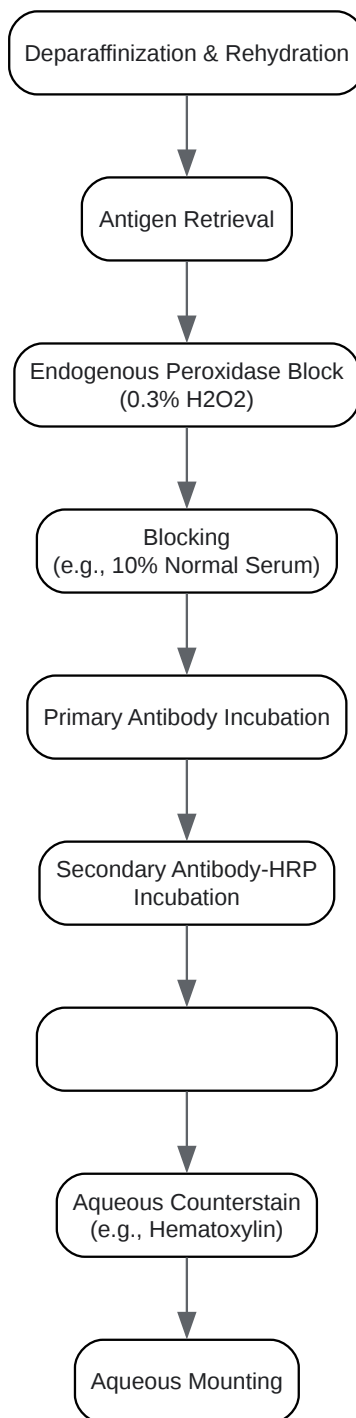 Deparaffinization & Rehydration
Antigen Retrieval
Endogenous Peroxidase Block
(0.3% H2O2)
Blocking
(e.g., 10% Normal Serum)
Primary Antibody Incubation
Secondary Antibody-HRP
Incubation
Aqueous Counterstain
(e.g., Hematoxylin)
Aqueous Mounting